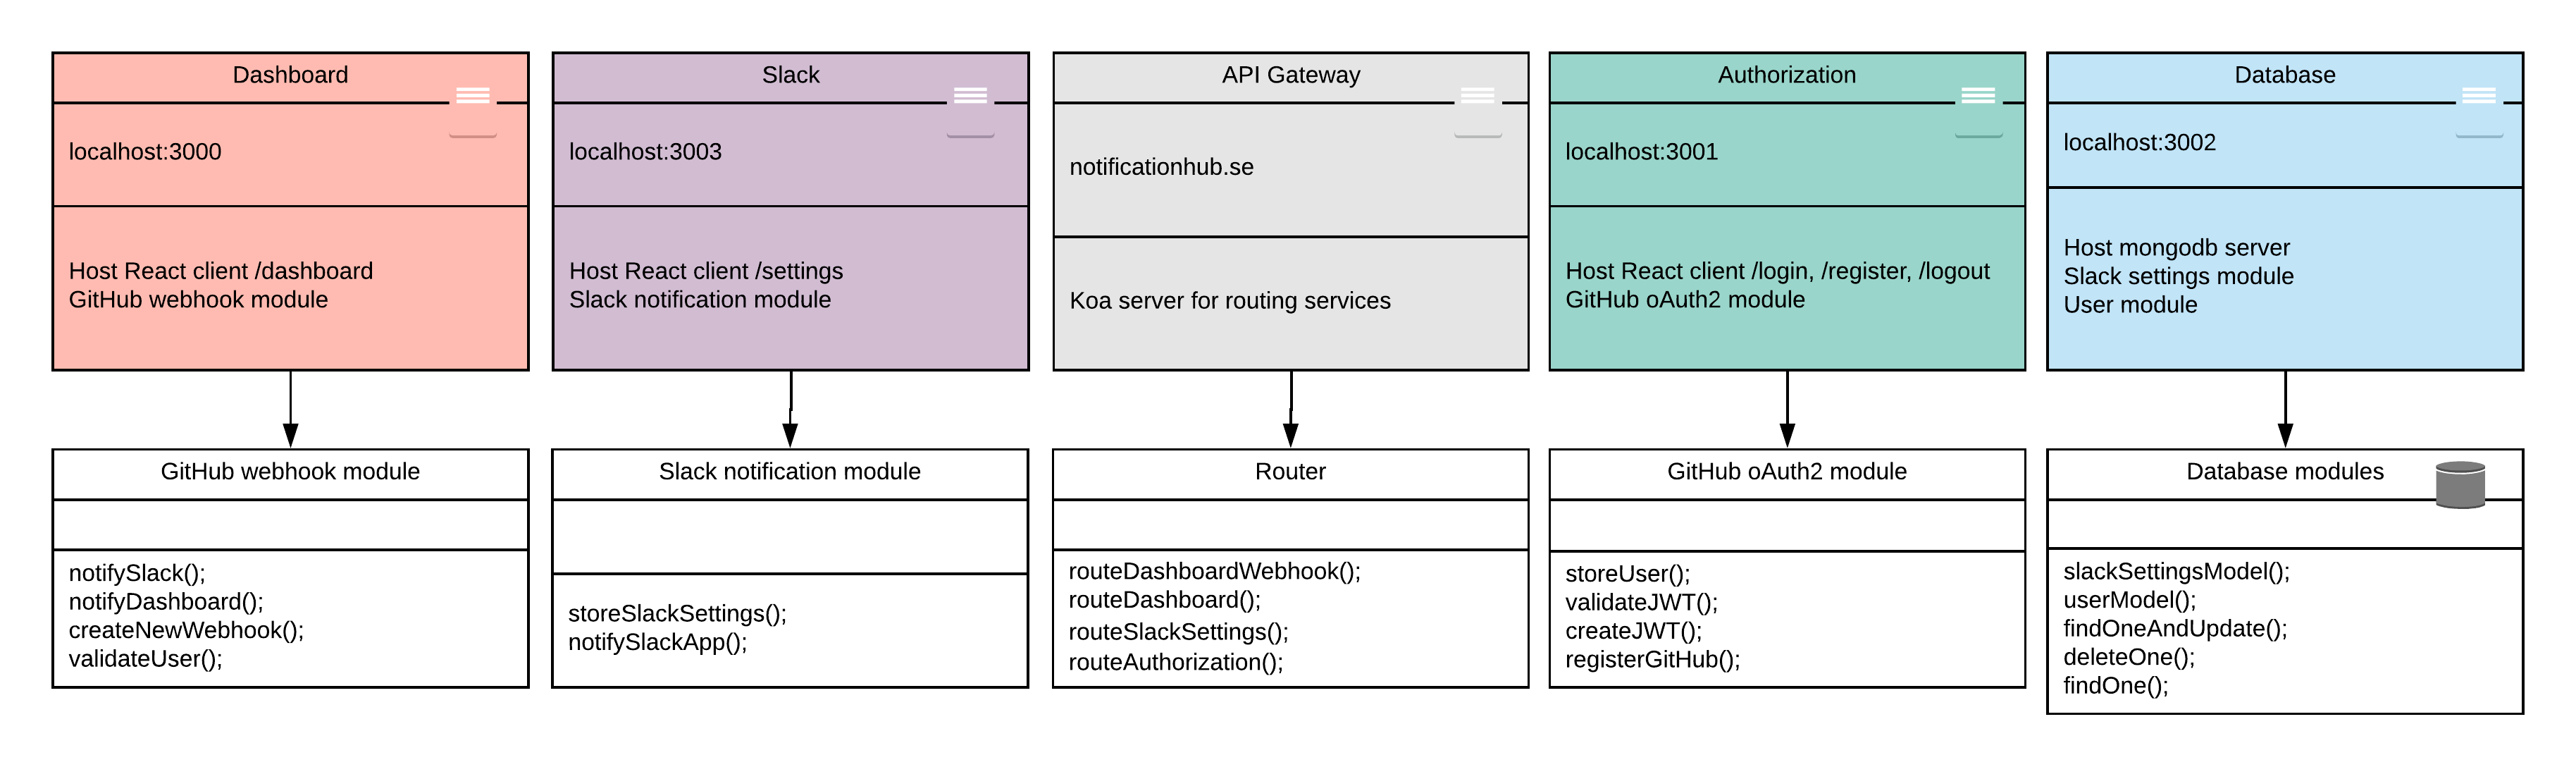 Dashboard
localhost:3000
Host React client /dashboard
GitHub webhook module
Slack
localhost:3003
Host React client /settings
Slack notification module
API Gateway
notificationhub.se
Koa server for routing services
Authorization
localhost:3001
Host React client /login, /register, /logout
GitHub oAuth2 module
Database
localhost:3002
Host mongodb server
Slack settings module
User module
GitHub webhook module
notifySlack();
notifyDashboard();
createNewWebhook();
validateUser();
Slack notification module
storeSlackSettings();
notifySlackApp();
Router
routeDashboardWebhook();
routeDashboard();
routeSlackSettings();
routeAuthorization();
GitHub oAuth2 module
storeUser();
validateJWT();
createJWT();
registerGitHub();
Database modules
slackSettingsModel();
userModel();
findOneAndUpdate();
deleteOne();
findOne();